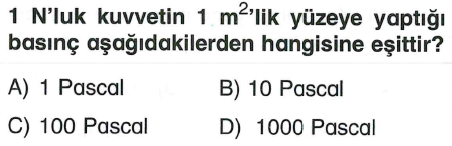 1 N’luk kuvvetin 1 m²’lik yüzeye yaptığı
basınç aşağıdakilerden hangisine eşittir?
A) 1 Pascal B) 10 Pascal
C) 100 Pascal D) 1000 Pascal